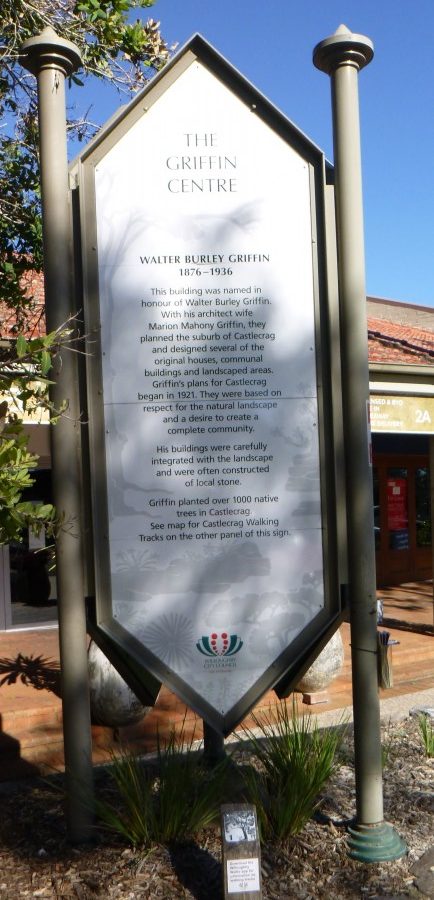 THE
GRIFFIN
CENTRE
WALTER BURLEY GRIFFIN
1876–1936
This building was named in
honour of Walter Burley Griffin.
With his architect wife
Marion Mahony Griffin, they
planned the suburb of Castlecrag
and designed several of the
original houses, communal
buildings and landscaped areas.
Griffin's plans for Castlecrag
began in 1921. They were based on
respect for the natural landscape
and a desire to create a
complete community.
His buildings were carefully
integrated with the landscape
and were often constructed
of local stone.
Griffin planted over 1000 native
trees in Castlecrag.
See map for Castlecrag Walking
Tracks on the other panel of this sign.
WILLOUGHBY
CITY COUNCIL
NSED & BYO
2A